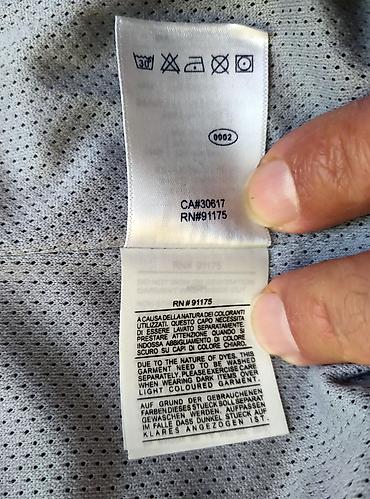 30°
0002
CA#30617
RN#91175
RN#91175
A CAUSA DELLA NATURA DEI COLORANTI
UTILIZZATI. QUESTO CAPO NECESSITA
DI ESSERE LAVATO SEPARATAMENTE.
PRESTARE ATTENZIONE QUANDO SI
INDOSSA ABBIGLIAMENTO DI COLORE
SCURO SU CAPI DI COLORE CHIARO.
DUE TO THE NATURE OF DYES. THIS
GARMENT NEED TO BE WASHED
SEPARATELY. PLEASE EXERCISE CARE
WHEN WEARING DARK ITEMS OVER
LIGHT COLOURED GARMENT.
AUF GRUND DER GEBRAUCHENEN
FARBEN DIESES STUCK SOLL SEPARAT
GEWASCHEN WERDEN. AUFPASSEN
IM FALLE DASS DUNKEL STUECK AUF
KLARES ANGEZOGEN IST.